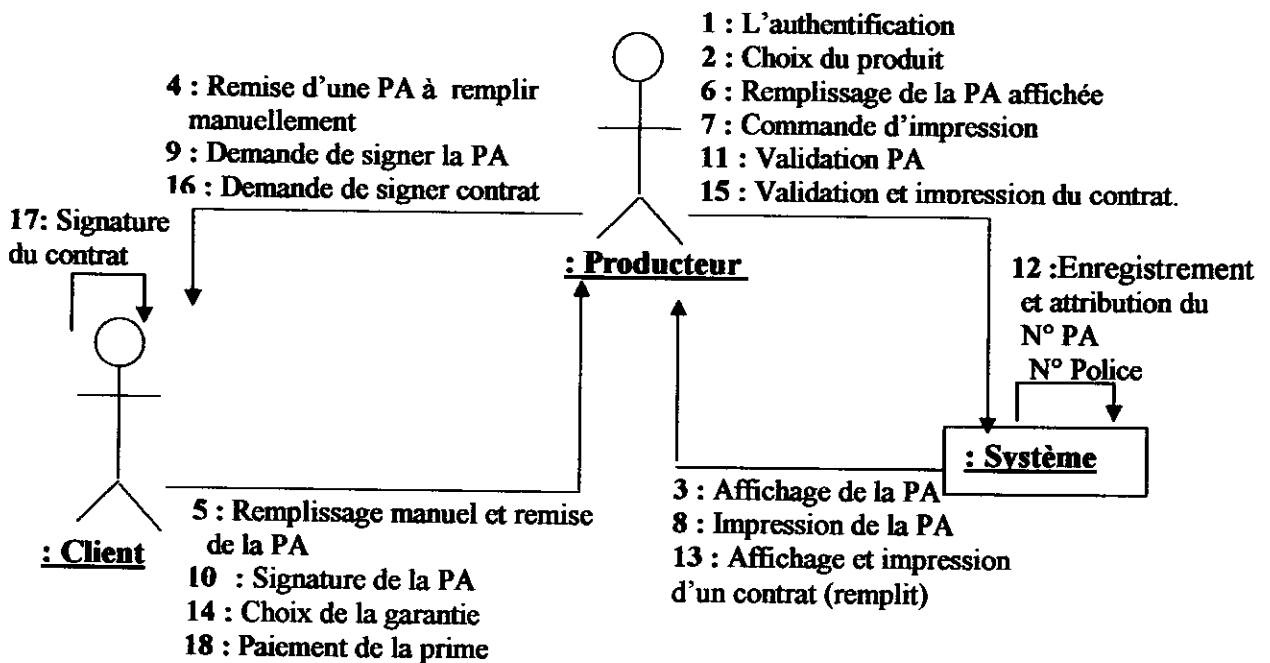 1 : L'authentification
2 : Choix du produit
6 : Remplissage de la PA affichée
7 : Commande d'impression
11 : Validation PA
15 : Validation et impression du contrat.
4 : Remise d'une PA à remplir
manuellement
9 : Demande de signer la PA
16 : Demande de signer contrat
17: Signature
du contrat
: Producteur
12 :Enregistrement
et attribution du
N° PA
N° Police
: Système
3 : Affichage de la PA
8 : Impression de la PA
13 : Affichage et impression
d'un contrat (remplit)
: Client
5 : Remplissage manuel et remise
de la PA
10 : Signature de la PA
14 : Choix de la garantie
18 : Paiement de la prime